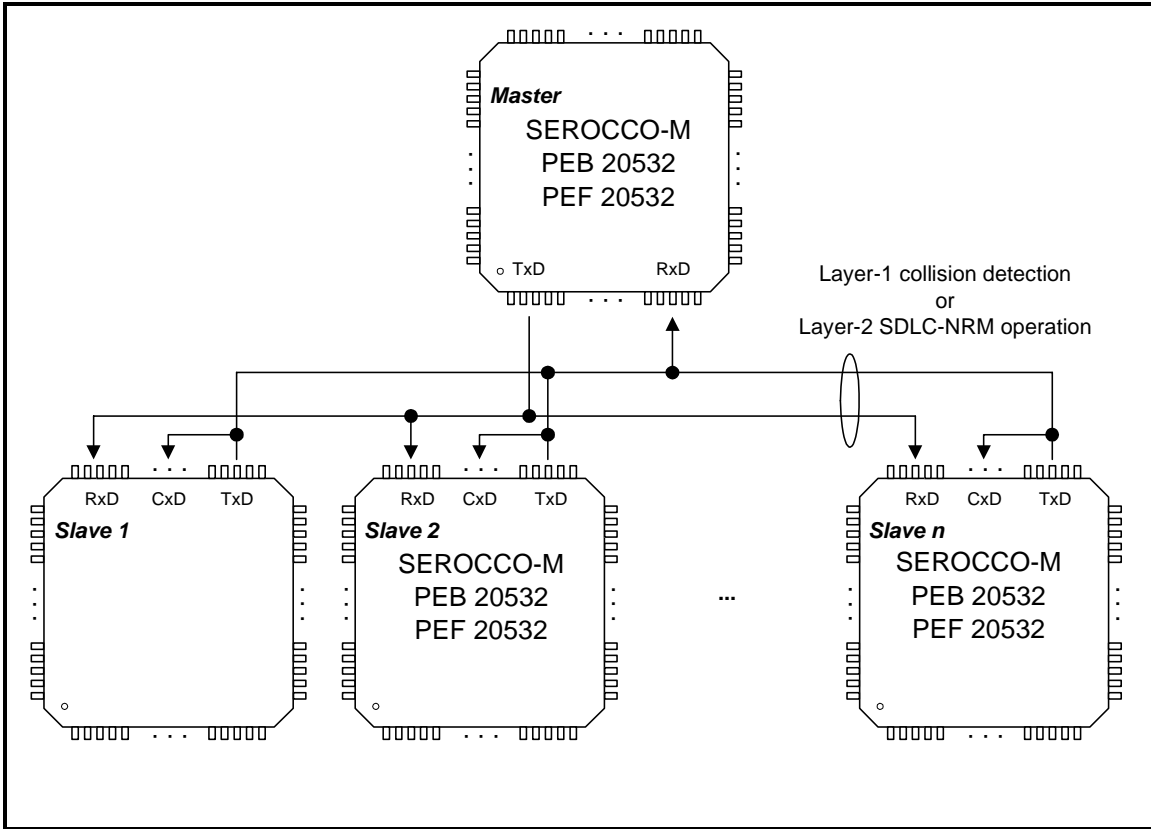 Master
SEROCCO-M
PEB 20532
PEF 20532
TxD
RxD
Layer-1 collision detection
or
Layer-2 SDLC-NRM operation
RxD
CxD
TxD
Slave 1
RxD
CxD
TxD
Slave 2
SEROCCO-M
PEB 20532
PEF 20532
...
RxD
CxD
TxD
Slave n
SEROCCO-M
PEB 20532
PEF 20532